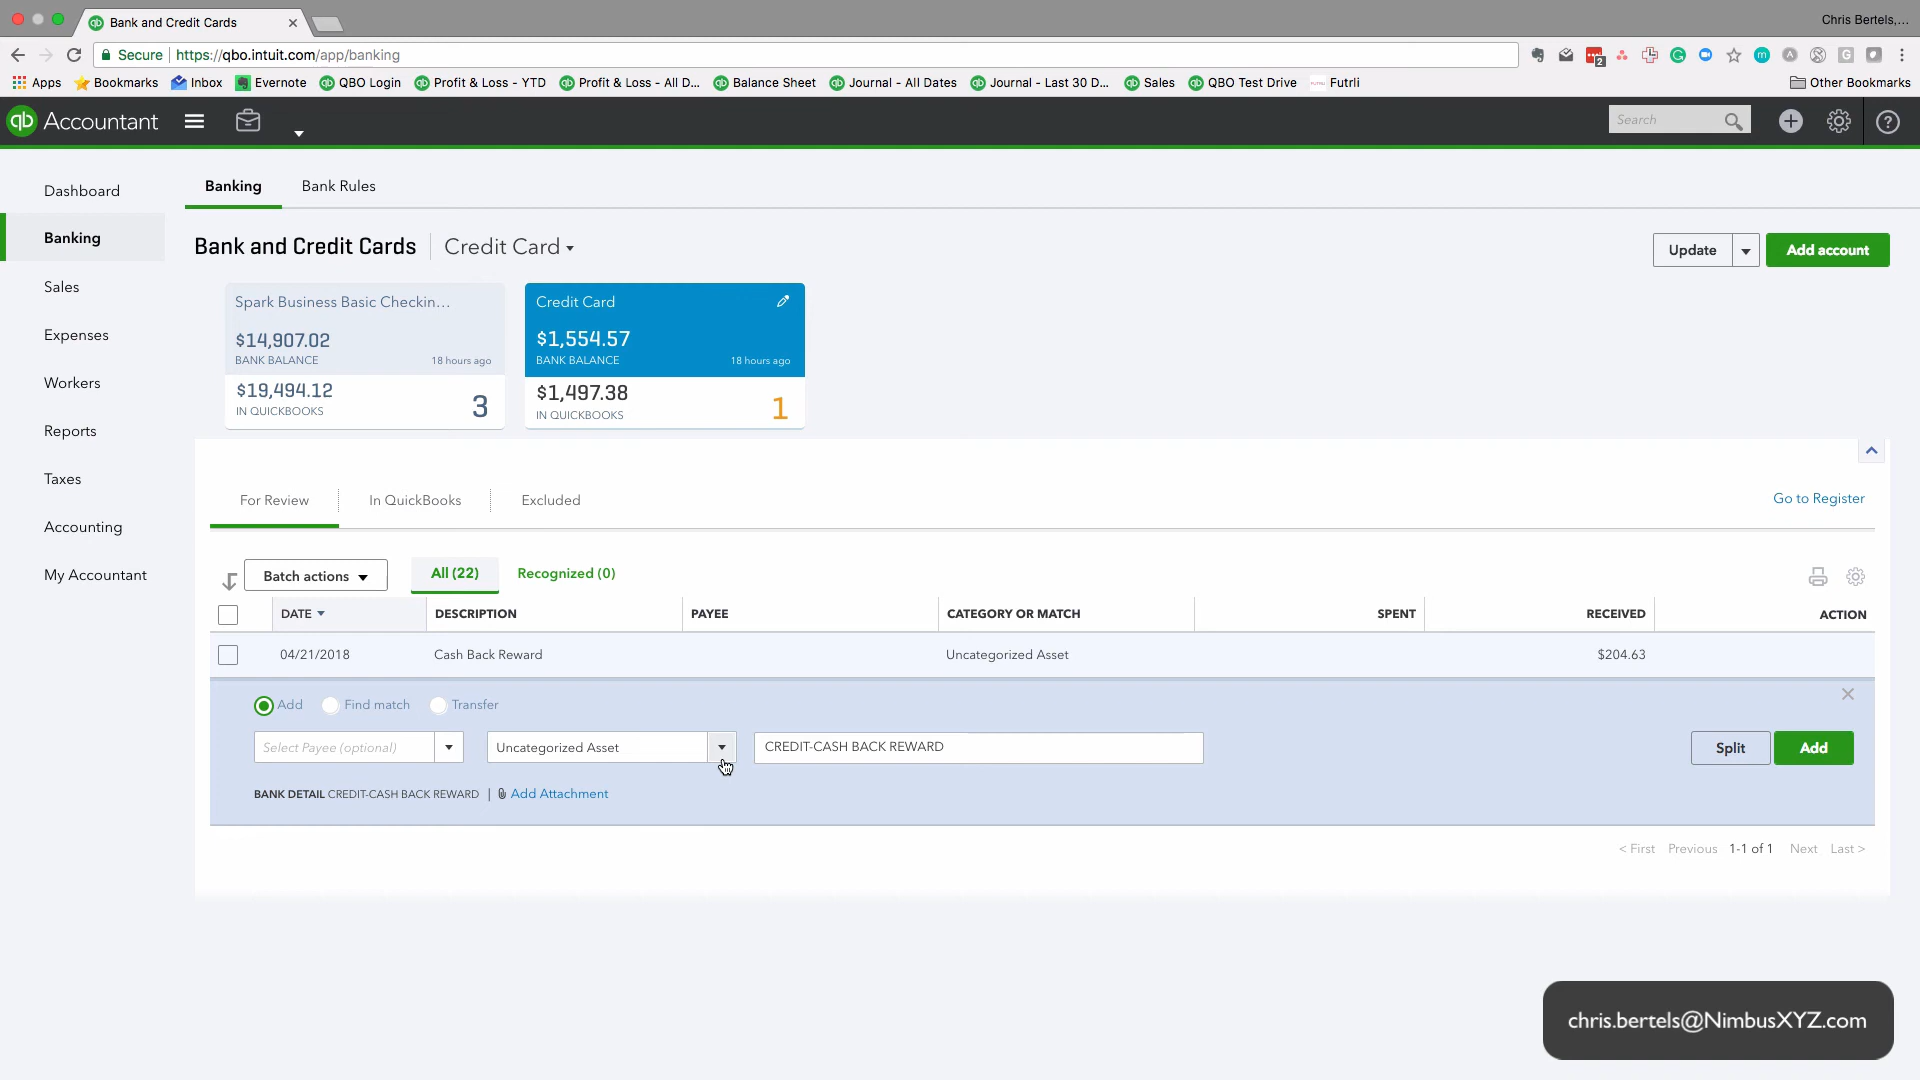 Bank and Credit Cards
Chris Bertels,...
Secure https://qbo.intuit.com/app/banking
2
Apps Bookmarks Inbox Evernote QBO Login Profit & Loss - YTD Profit & Loss - All D... Balance Sheet Journal - All Dates Journal - Last 30 D... Sales QBO Test Drive Futrli Other Bookmarks
qb Accountant
Search
Dashboard
Banking
Sales
Expenses
Workers
Reports
Taxes
Accounting
My Accountant
Banking Bank Rules
Bank and Credit Cards Credit Card
Update Add account
Spark Business Basic Checkin...
$14,907.02
BANK BALANCE 18 hours ago
$19,494.12
IN QUICKBOOKS 3
Credit Card
$1,554.57
BANK BALANCE 18 hours ago
$1,497.38
IN QUICKBOOKS 1
For Review In QuickBooks Excluded Go to Register
Batch actions All (22) Recognized (0)
DATE DESCRIPTION PAYEE CATEGORY OR MATCH SPENT RECEIVED ACTION
04/21/2018 Cash Back Reward Uncategorized Asset $204.63
Add Find match Transfer
Select Payee (optional) Uncategorized Asset CREDIT-CASH BACK REWARD Split Add
BANK DETAIL CREDIT-CASH BACK REWARD | Add Attachment
< First Previous 1-1 of 1 Next Last >
chris.bertels@NimbusXYZ.com